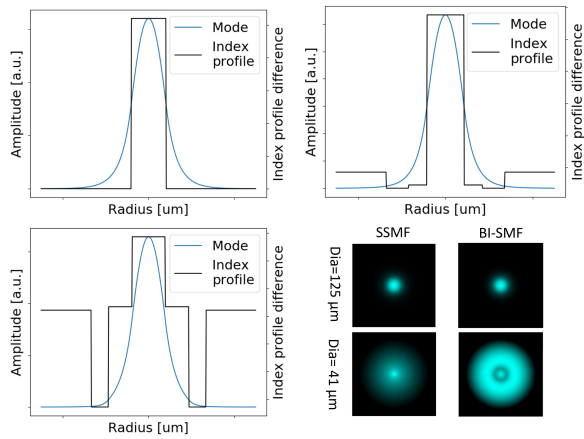 Amplitude [a.u.]
Mode
Index
profile
Index profile difference
Radius [um]
Amplitude [a.u.]
Mode
Index
profile
Index profile difference
Radius [um]
Amplitude [a.u.]
Mode
Index
profile
Index profile difference
Radius [um]
SSMF
BI-SMF
Dia=125 µm
Dia= 41 µm